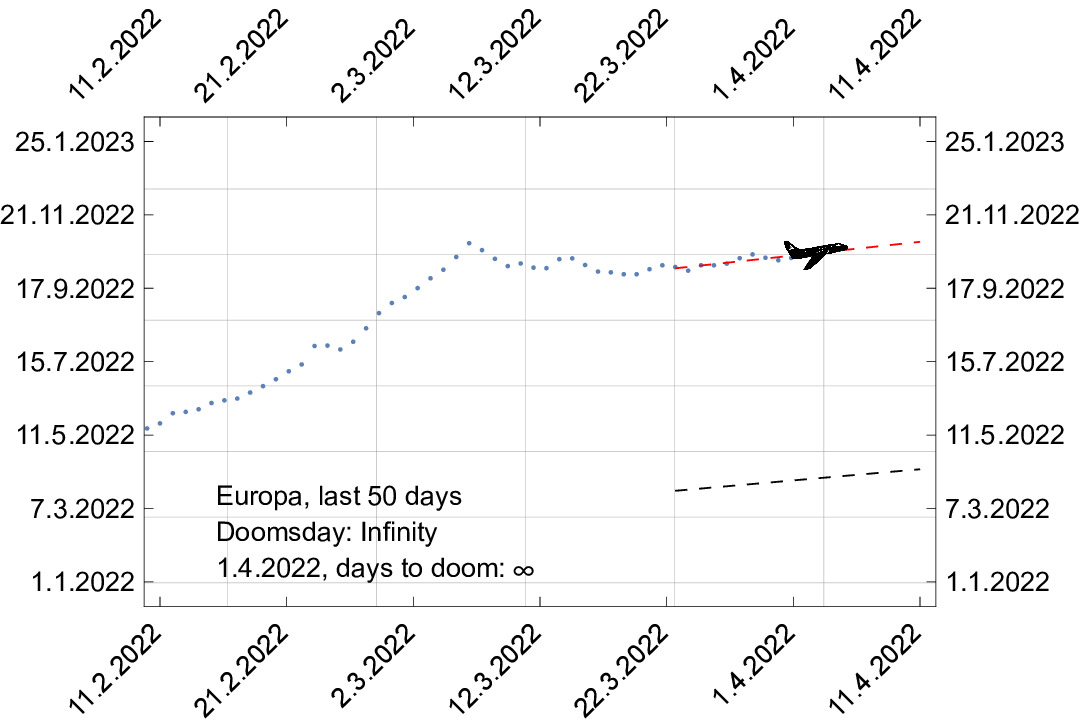 11.2.2022 21.2.2022 2.3.2022 12.3.2022 22.3.2022 1.4.2022 11.4.2022
25.1.2023 25.1.2023
21.11.2022 21.11.2022
17.9.2022 17.9.2022
15.7.2022 15.7.2022
11.5.2022 11.5.2022
Europa, last 50 days
7.3.2022 7.3.2022
Doomsday: Infinity
1.4.2022, days to doom: ∞
1.1.2022 1.1.2022
11.2.2022 21.2.2022 2.3.2022 12.3.2022 22.3.2022 1.4.2022 11.4.2022